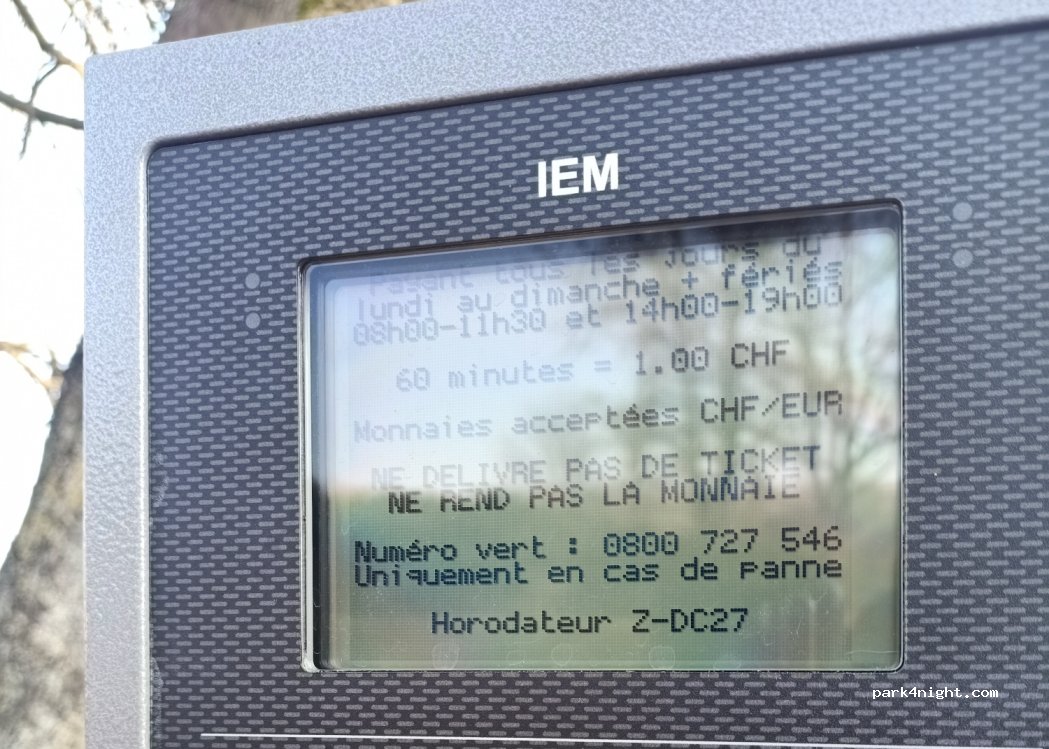 IEM
Payant tous les jours du
lundi au dimanche + fériés
08h00-11h30 et 14h00-19h00
60 minutes = 1.00 CHF
Monnaies acceptées CHF/EUR
NE DELIVRE PAS DE TICKET
NE REND PAS LA MONNAIE
Numéro vert : 0800 727 546
Uniquement en cas de panne
Horodateur Z-DC27
park4night.com